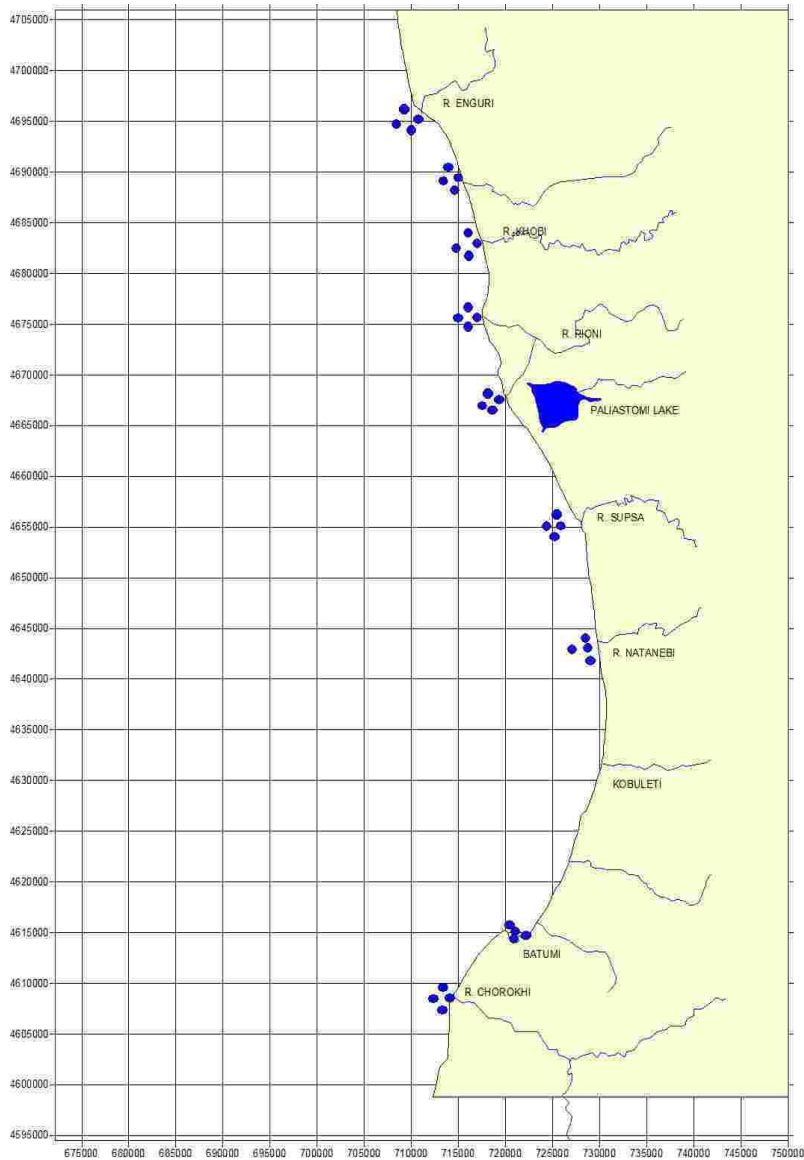 4705000
4700000
R. ENGURI
4695000
4690000
4685000
R. KHOBI
4680000
4675000
R. RIONI
4670000
PALIASTOMI LAKE
4665000
4660000
R. SUPSA
4655000
4650000
4645000
R. NATANEBI
4640000
4635000
4630000
KOBULETI
4625000
4620000
4615000
BATUMI
4610000
R. CHOROKHI
4605000
4600000
4595000
675000 680000 685000 690000 695000 700000 705000 710000 715000 720000 725000 730000 735000 740000 745000 750000